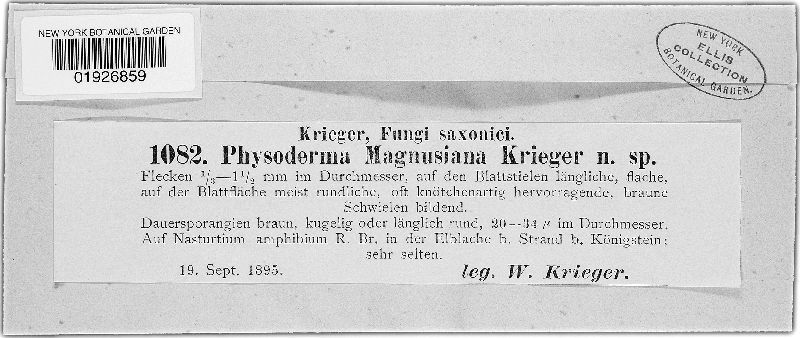 NEW YORK BOTANICAL GARDEN
01926859
NEW YORK
ELLIS
COLLECTION
BOTANICAL GARDEN.
Krieger, Fungi saxonici.
1082. Physoderma Magnusiana Krieger n. sp.
Flecken 1/3—1 1/2 mm im Durchmesser, auf den Blattstielen längliche, flache,
auf der Blattfläche meist rundliche, oft knötchenartig hervorragende, braune
Schwielen bildend.
Dauersporangien braun, kugelig oder länglich rund, 20—34 μ im Durchmesser.
Auf Nasturtium amphibium R. Br. in der Elblache b. Strand b. Königstein;
sehr selten.
19. Sept. 1895.
leg. W. Krieger.